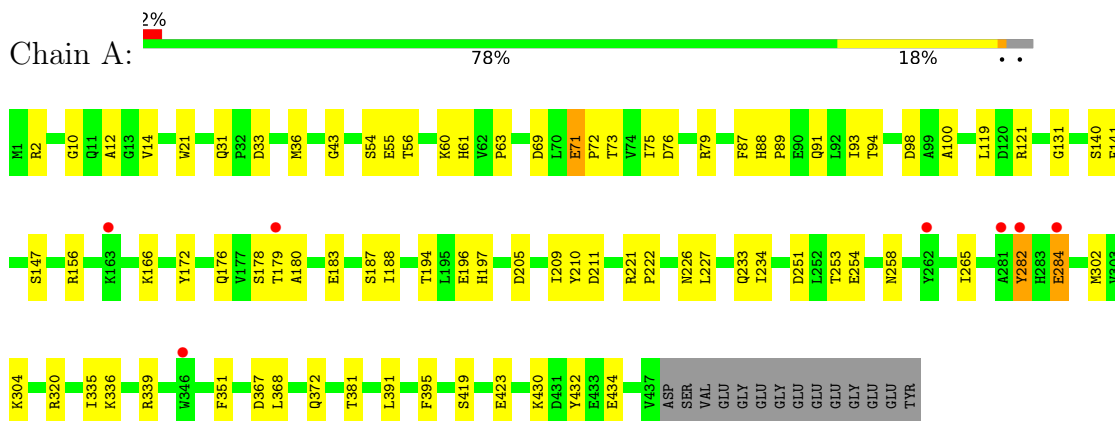 2%
Chain A:
78% 18% • •
M1 R2 G10 Q11 A12 G13 V14 W21 Q31 P32 D33 M36 G43 S54 E55 T56 K60 H61 V62 P63 D69 L70 E71 P72 T73 V74 I75 D76 R79 F87 H88 P89 E90 Q91 L92 I93 T94 D98 A99 A100 L119 D120 R121 G131 S140 F141
S147 R156 K163 K166 Y172 Q176 V177 S178 T179 A180 E183 S187 I188 T194 L195 E196 H197 D205 I209 Y210 D211 R221 P222 N226 L227 Q233 I234 D251 L252 T253 E254 N258 Y262 I265 A281 Y282 H283 E284 M302 V303
K304 R320 I335 K336 R339 W346 F351 D367 L368 Q372 T381 L391 F395 S419 E423 K430 D431 Y432 E433 E434 V437 ASP SER VAL GLU GLY GLU GLY GLU GLU GLU GLY GLU GLU TYR